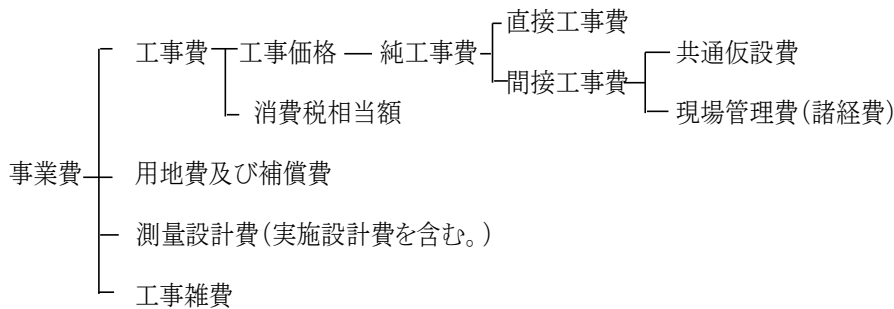 直接工事費
工事費 工事価格 純工事費 共通仮設費
間接工事費
消費税相当額 現場管理費(諸経費)
事業費 用地費及び補償費
測量設計費(実施設計費を含む。)
工事雑費